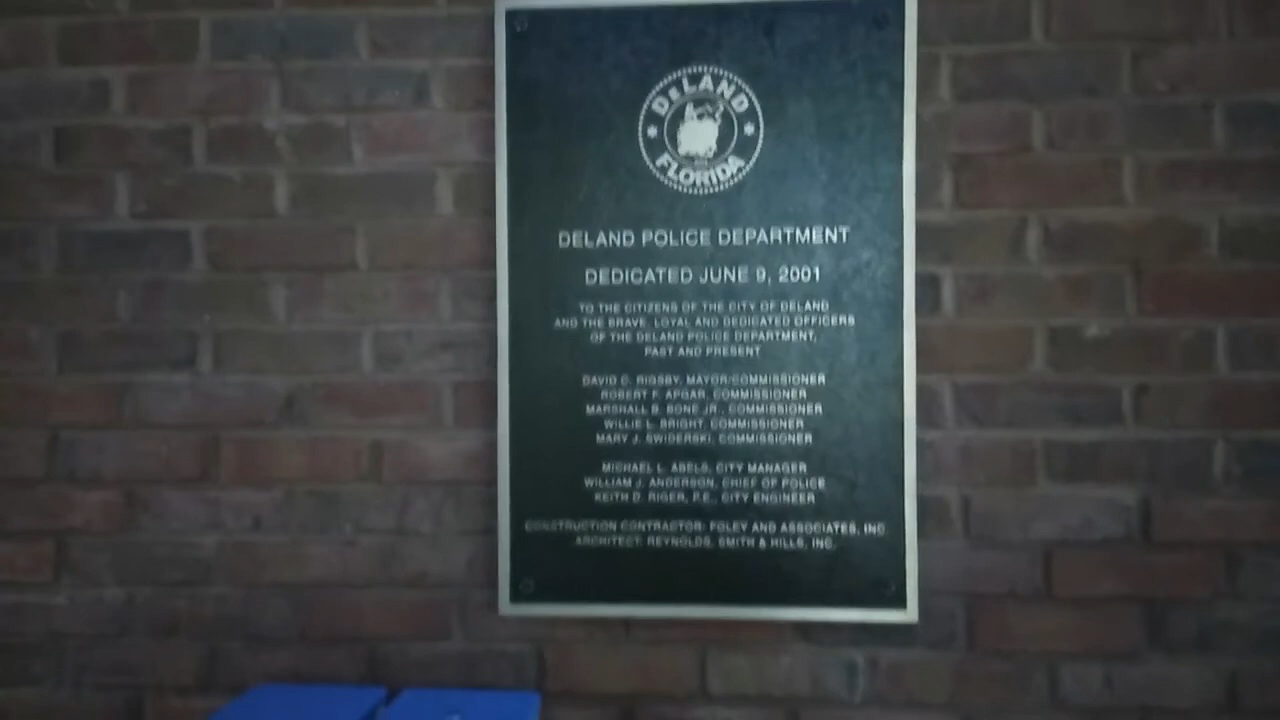 DELAND
FLORIDA
DELAND POLICE DEPARTMENT
DEDICATED JUNE 9, 2001
TO THE CITIZENS OF THE CITY OF DELAND
AND THE BRAVE, LOYAL AND DEDICATED OFFICERS
OF THE DELAND POLICE DEPARTMENT,
PAST AND PRESENT
DAVID C. RIGSBY, MAYOR/COMMISSIONER
ROBERT F. APGAR, COMMISSIONER
MARSHALL B. BONE JR., COMMISSIONER
WILLIE L. BRIGHT, COMMISSIONER
MARY J. SWIDERSKI, COMMISSIONER
MICHAEL L. ABELS, CITY MANAGER
WILLIAM J. ANDERSON, CHIEF OF POLICE
KEITH D. RIGER, P.E., CITY ENGINEER
CONSTRUCTION CONTRACTOR: FOLEY AND ASSOCIATES, INC.
ARCHITECT: REYNOLDS, SMITH & HILLS, INC.